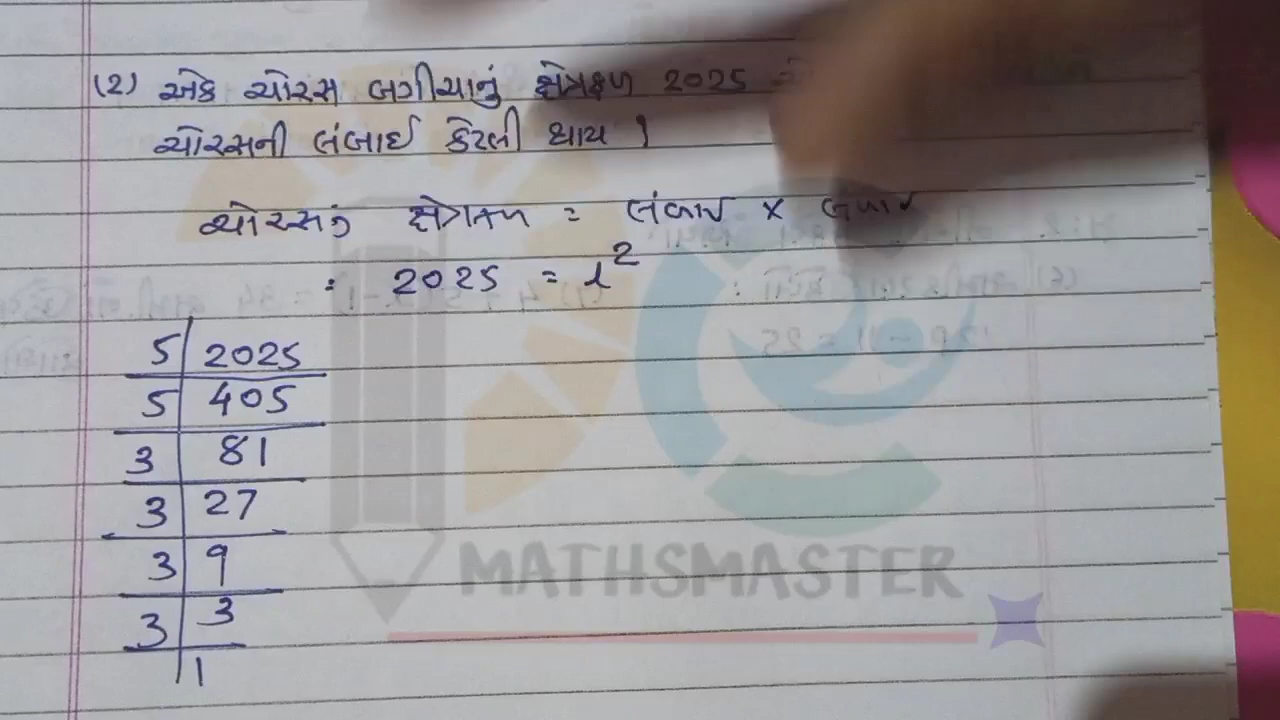 (2) એક ચોરસ બગીચાનું ક્ષેત્રફળ 2025
ચોરસની લંબાઈ કેટલી થાય ?
ચોરસનું ક્ષેત્રફળ = લંબાઈ × લંબાઈ
: 2025 = l²
5 | 2025
5 | 405
3 | 81
3 | 27
3 | 9
3 | 3
| 1
MATHSMASTER